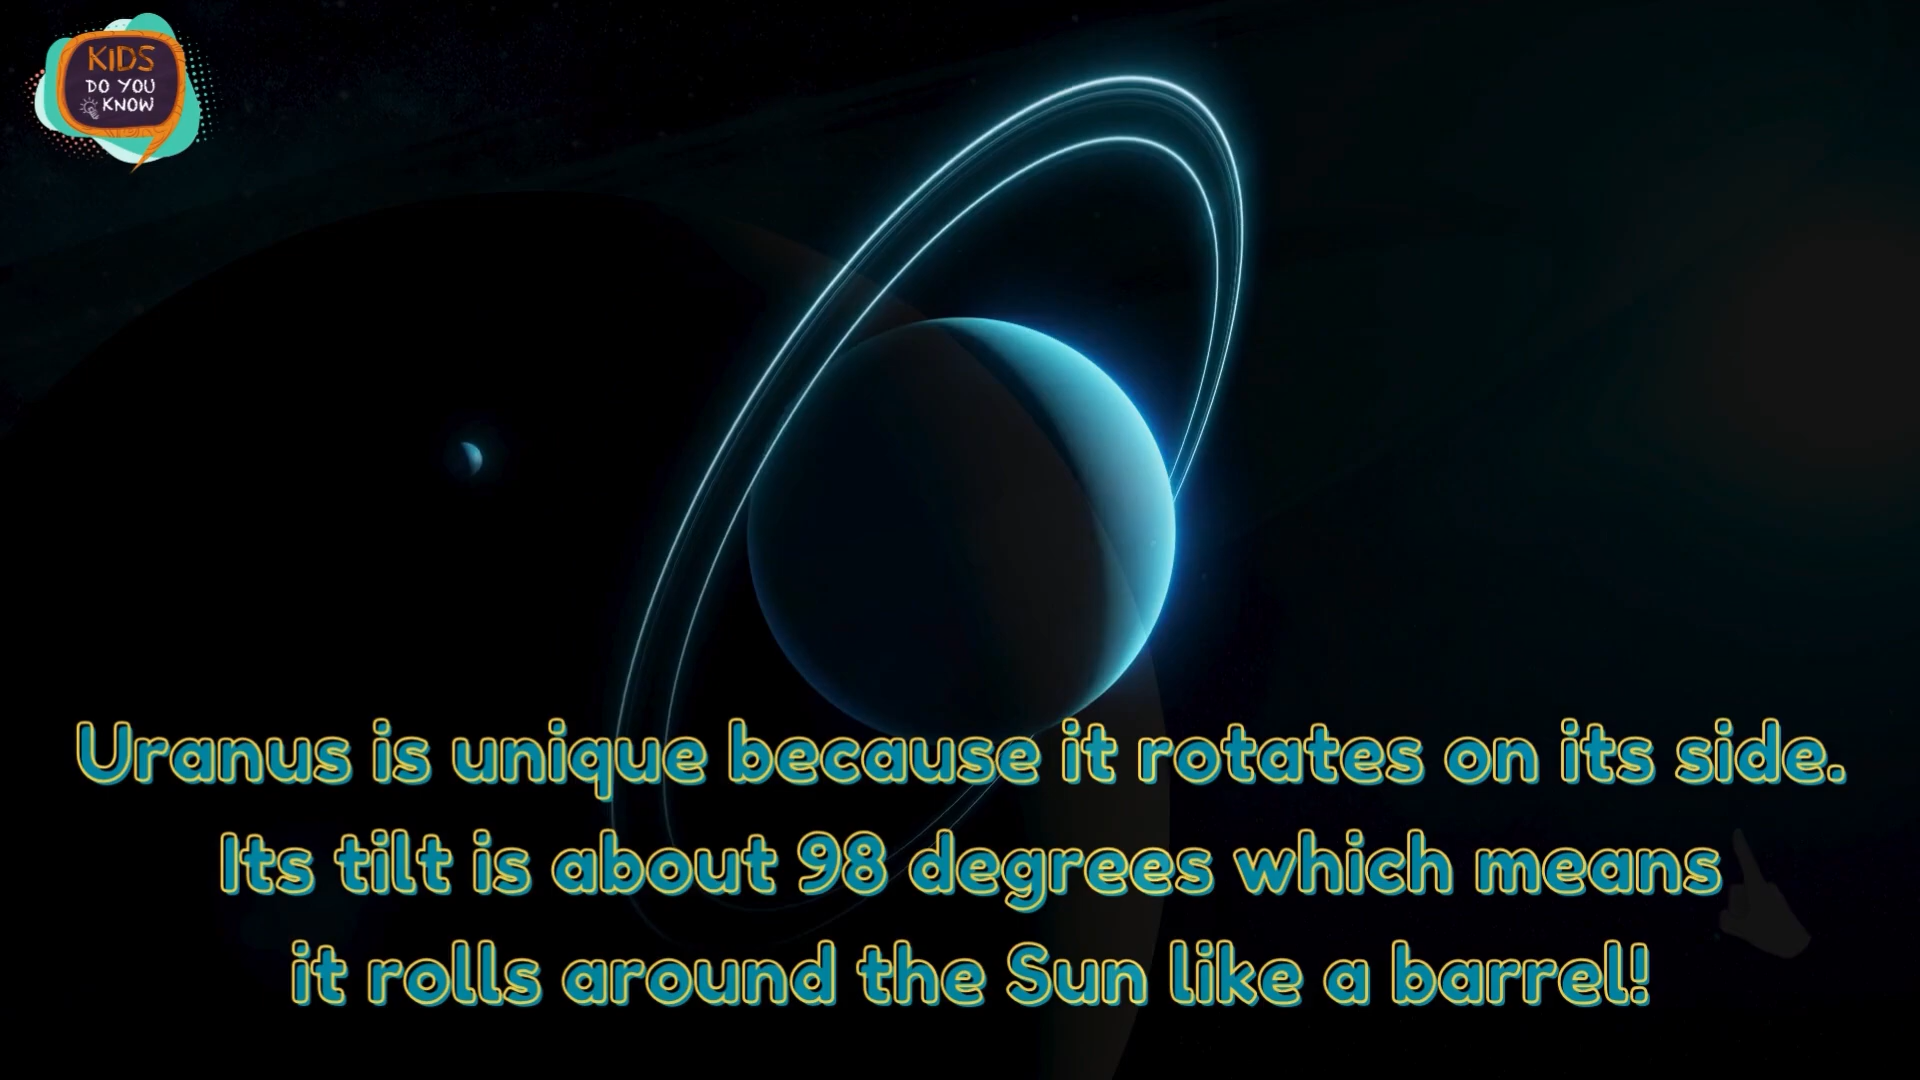 KIDS
DO YOU
KNOW
Uranus is unique because it rotates on its side.
Its tilt is about 98 degrees which means
it rolls around the Sun like a barrel!